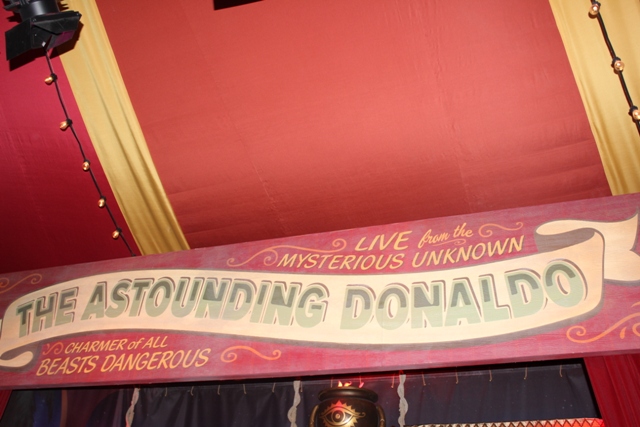 LIVE from the
MYSTERIOUS UNKNOWN
THE ASTOUNDING DONALDO
CHARMER of ALL
BEASTS DANGEROUS